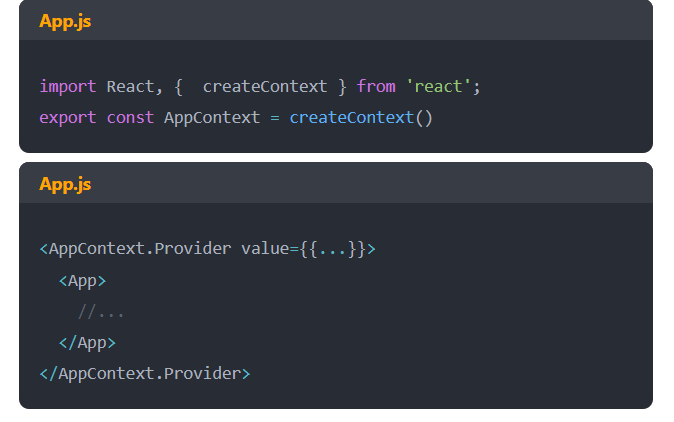 App.js
import React, {  createContext } from 'react';
export const AppContext = createContext()
App.js
<AppContext.Provider value={{...}}>
<App>
//...
</App>
</AppContext.Provider>